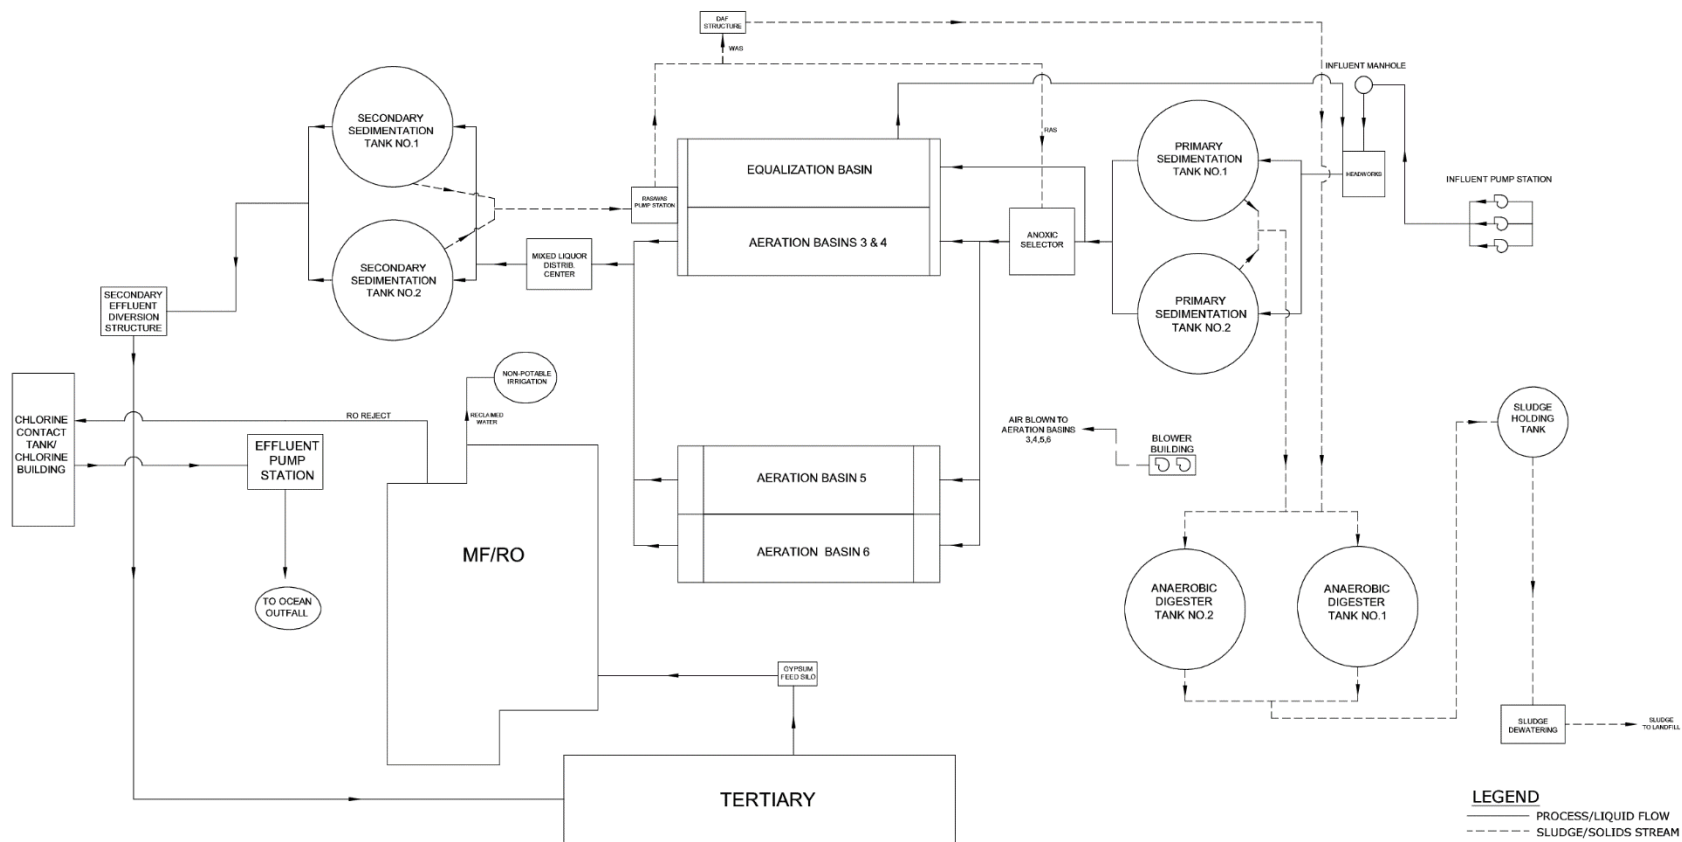 DAF
STRUCTURE
WAS
INFLUENT MANHOLE
SECONDARY
SEDIMENTATION
TANK NO.1
RAS
PRIMARY
SEDIMENTATION
TANK NO.1
EQUALIZATION BASIN
HEADWORKS
INFLUENT PUMP STATION
RAS/WAS
PUMP STATION
ANOXIC
SELECTOR
AERATION BASINS 3 & 4
MIXED LIQUOR
DISTRIB.
CENTER
SECONDARY
SEDIMENTATION
TANK NO.2
PRIMARY
SEDIMENTATION
TANK NO.2
SECONDARY
EFFLUENT
DIVERSION
STRUCTURE
NON-POTABLE
IRRIGATION
RO REJECT
RECLAIMED
WATER
CHLORINE
CONTACT
TANK/
CHLORINE
BUILDING
EFFLUENT
PUMP
STATION
AIR BLOWN TO
AERATION BASINS
3,4,5,6
BLOWER
BUILDING
SLUDGE
HOLDING
TANK
AERATION BASIN 5
AERATION BASIN 6
MF/RO
TO OCEAN
OUTFALL
ANAEROBIC
DIGESTER
TANK NO.2
ANAEROBIC
DIGESTER
TANK NO.1
GYPSUM
FEED SILO
SLUDGE
DEWATERING
SLUDGE
TO LANDFILL
TERTIARY
LEGEND
PROCESS/LIQUID FLOW
SLUDGE/SOLIDS STREAM